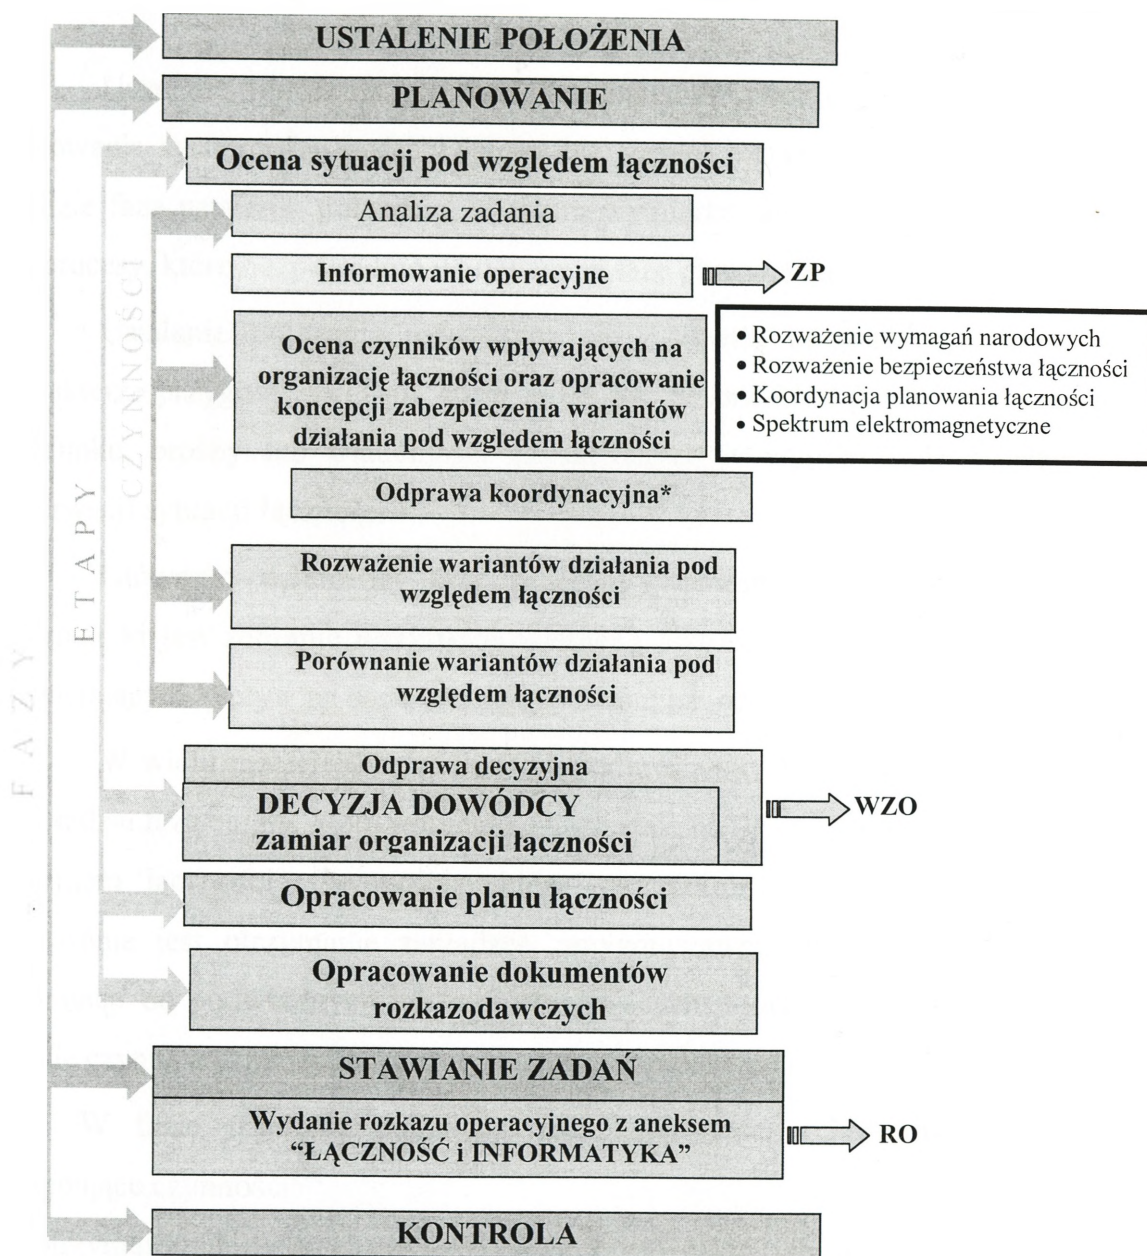 USTALENIE POŁOŻENIA
PLANOWANIE
Ocena sytuacji pod względem łączności
Analiza zadania
Informowanie operacyjne
ZP
Ocena czynników wpływających na
organizację łączności oraz opracowanie
koncepcji zabezpieczenia wariantów
działania pod wzgledem łączności
• Rozważenie wymagań narodowych
• Rozważenie bezpieczeństwa łączności
• Koordynacja planowania łączności
• Spektrum elektromagnetyczne
Odprawa koordynacyjna*
Rozważenie wariantów działania pod
względem łączności
Porównanie wariantów działania pod
względem łączności
Odprawa decyzyjna
DECYZJA DOWÓDCY
zamiar organizacji łączności
WZO
Opracowanie planu łączności
Opracowanie dokumentów
rozkazodawczych
STAWIANIE ZADAŃ
Wydanie rozkazu operacyjnego z aneksem
“ŁĄCZNOŚĆ i INFORMATYKA”
RO
KONTROLA
FAZY
ETAPY
CZYNNOŚCI